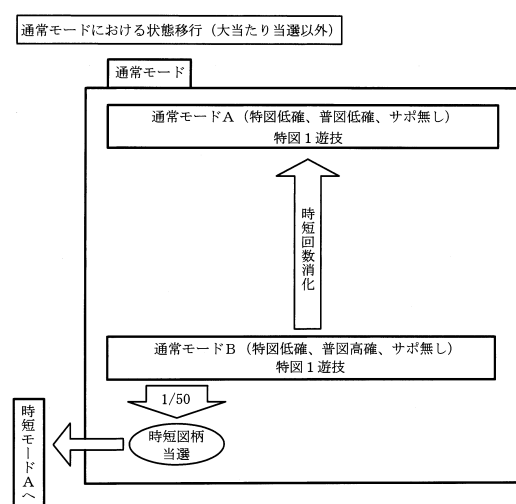 通常モードにおける状態移行（大当たり当選以外）
通常モード
通常モードＡ（特図低確、普図低確、サポ無し）
特図１遊技
時短回数消化
通常モードＢ（特図低確、普図高確、サポ無し）
特図１遊技
1/50
時短図柄
当選
時短モードＡへ